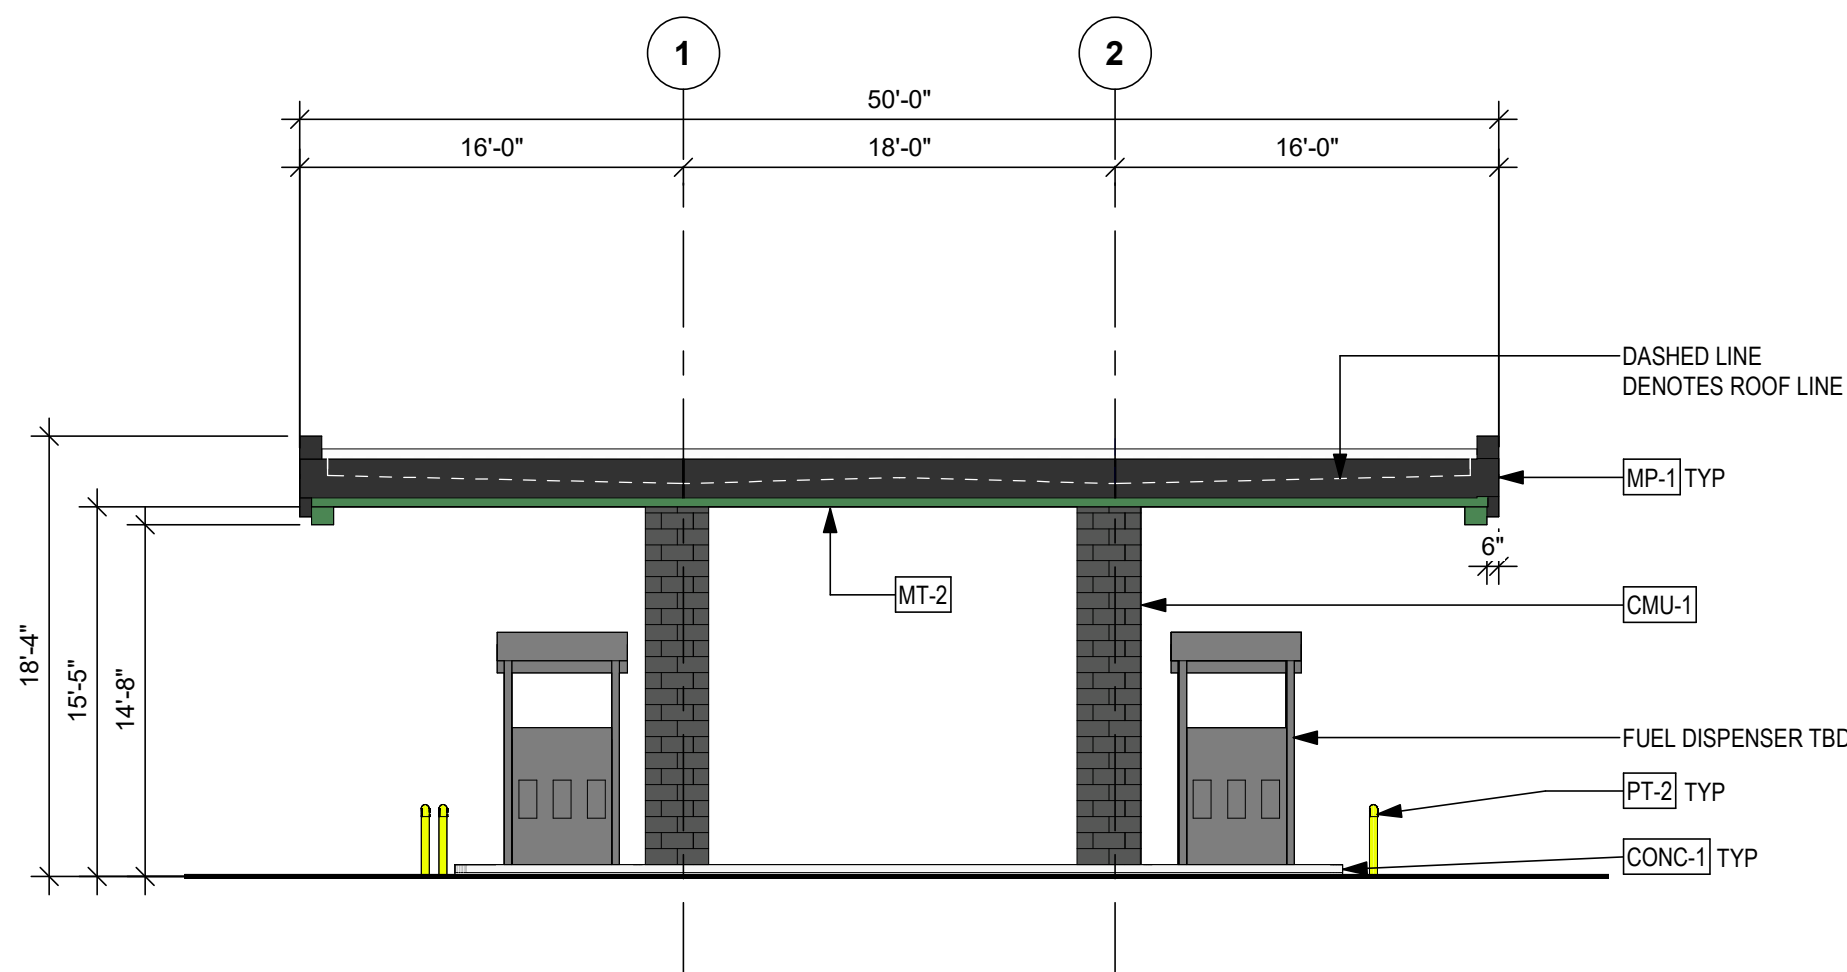 1
2
50'-0"
16'-0"
18'-0"
16'-0"
DASHED LINE
DENOTES ROOF LINE
MP-1 TYP
6"
MT-2
CMU-1
18'-4"
15'-5"
14'-8"
FUEL DISPENSER TBD
PT-2 TYP
CONC-1 TYP